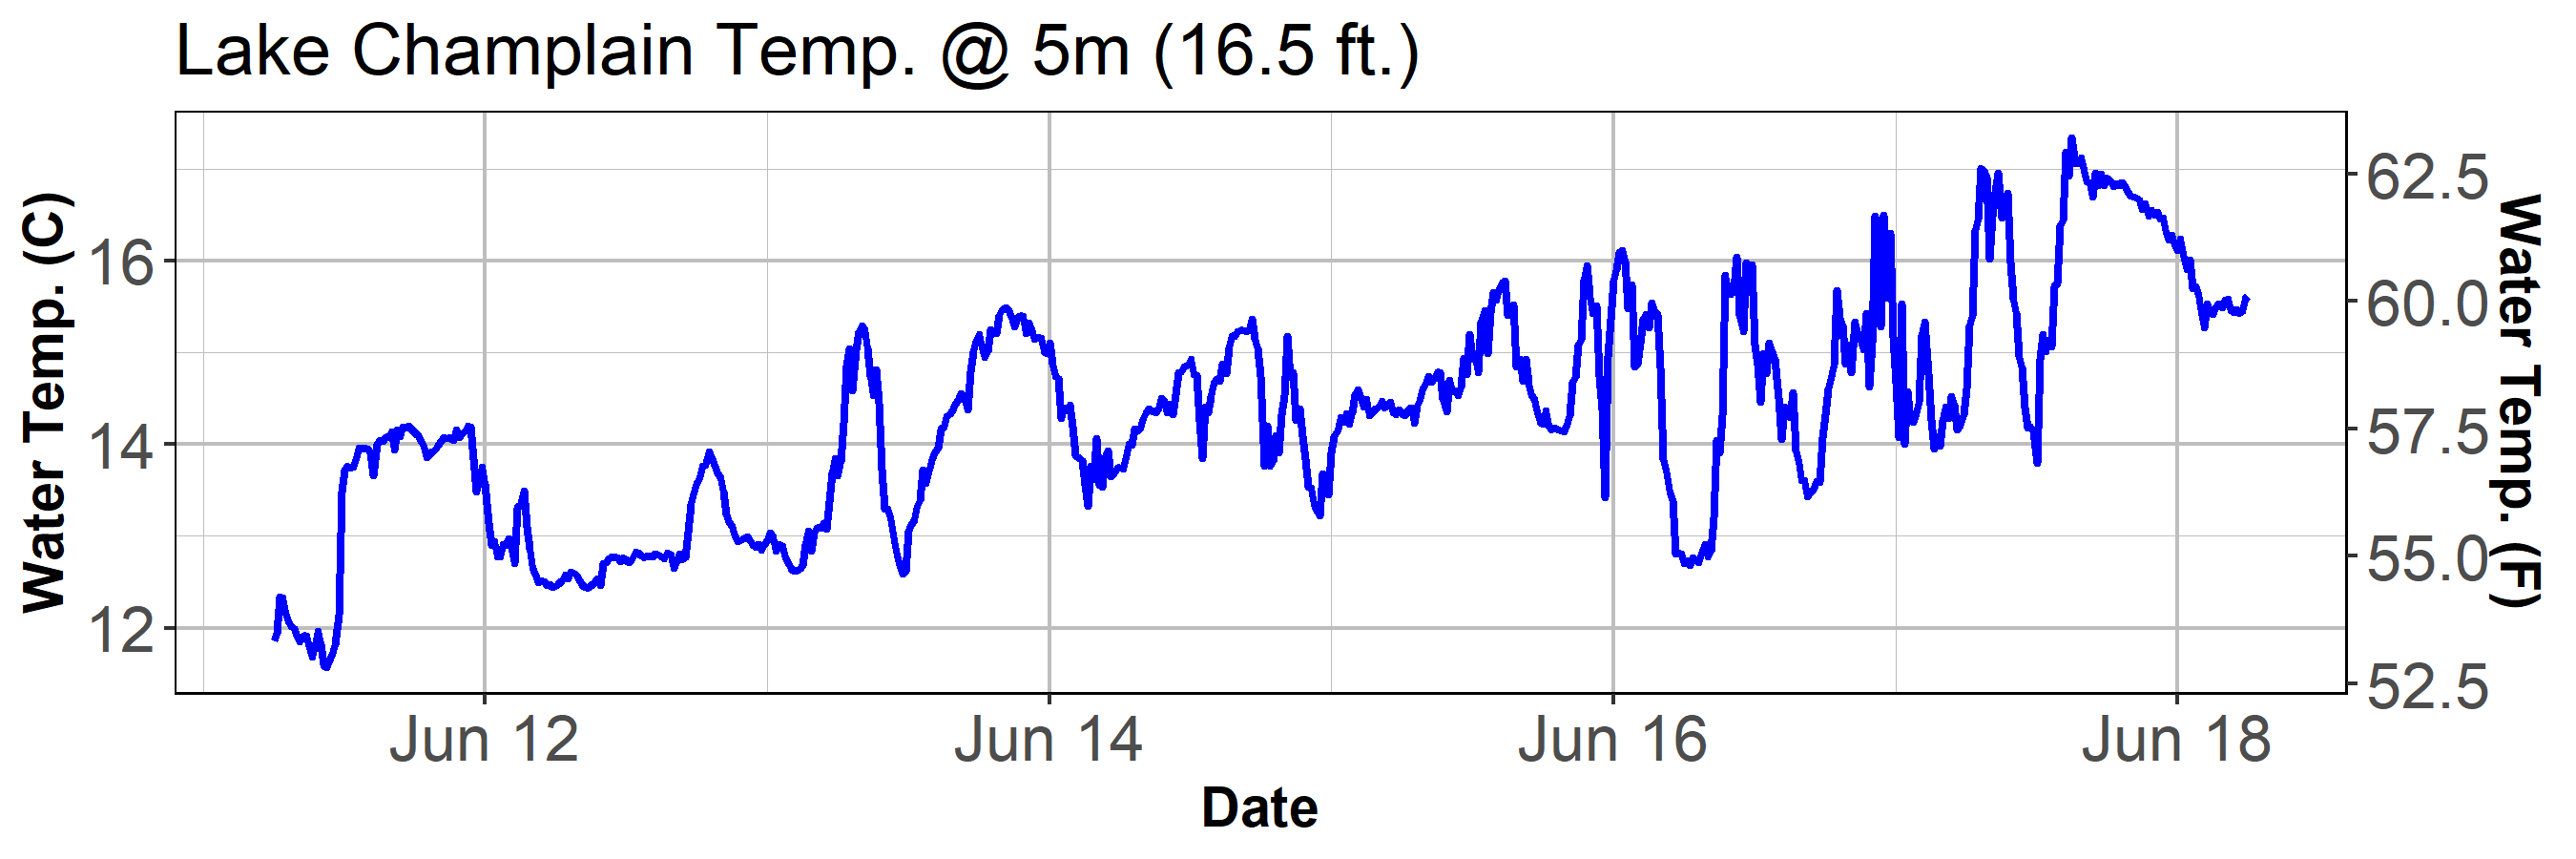 Lake Champlain Temp. @ 5m (16.5 ft.)
Water Temp. (C)
16
14
12
62.5
60.0
57.5
55.0
52.5
Water Temp. (F)
Jun 12 Jun 14 Jun 16 Jun 18
Date